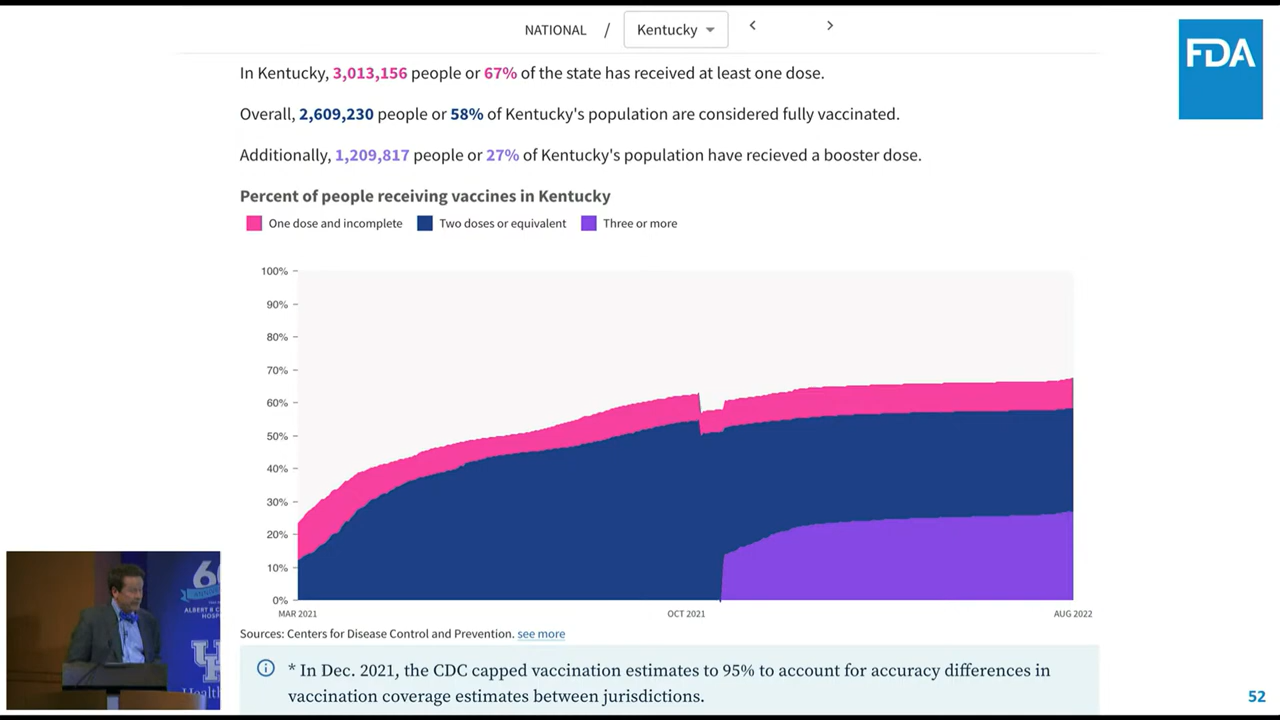 NATIONAL / Kentucky < >
FDA
In Kentucky, 3,013,156 people or 67% of the state has received at least one dose.
Overall, 2,609,230 people or 58% of Kentucky's population are considered fully vaccinated.
Additionally, 1,209,817 people or 27% of Kentucky's population have recieved a booster dose.
Percent of people receiving vaccines in Kentucky
One dose and incomplete Two doses or equivalent Three or more
100%
90%
80%
70%
60%
50%
40%
30%
20%
10%
0%
MAR 2021 OCT 2021 AUG 2022
Sources: Centers for Disease Control and Prevention. see more
* In Dec. 2021, the CDC capped vaccination estimates to 95% to account for accuracy differences in
vaccination coverage estimates between jurisdictions.
52
6
ALBERT B
HOSP
UK
Health